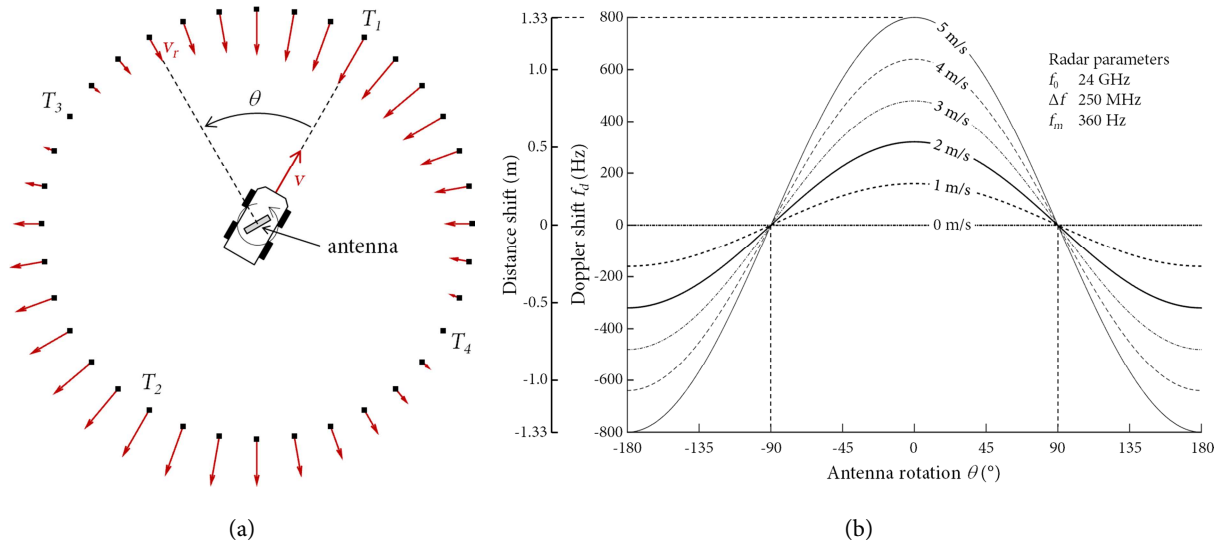 T1
vr
θ
T3
v
antenna
T4
T2
(a)
Distance shift (m)
1.33
1.0
0.5
0
-0.5
-1.0
-1.33
Doppler shift fd (Hz)
800
600
400
200
0
-200
-400
-600
-800
5 m/s
4 m/s
3 m/s
2 m/s
1 m/s
0 m/s
Radar parameters
f0 24 GHz
Δf 250 MHz
fm 360 Hz
-180 -135 -90 -45 0 45 90 135 180
Antenna rotation θ (°)
(b)